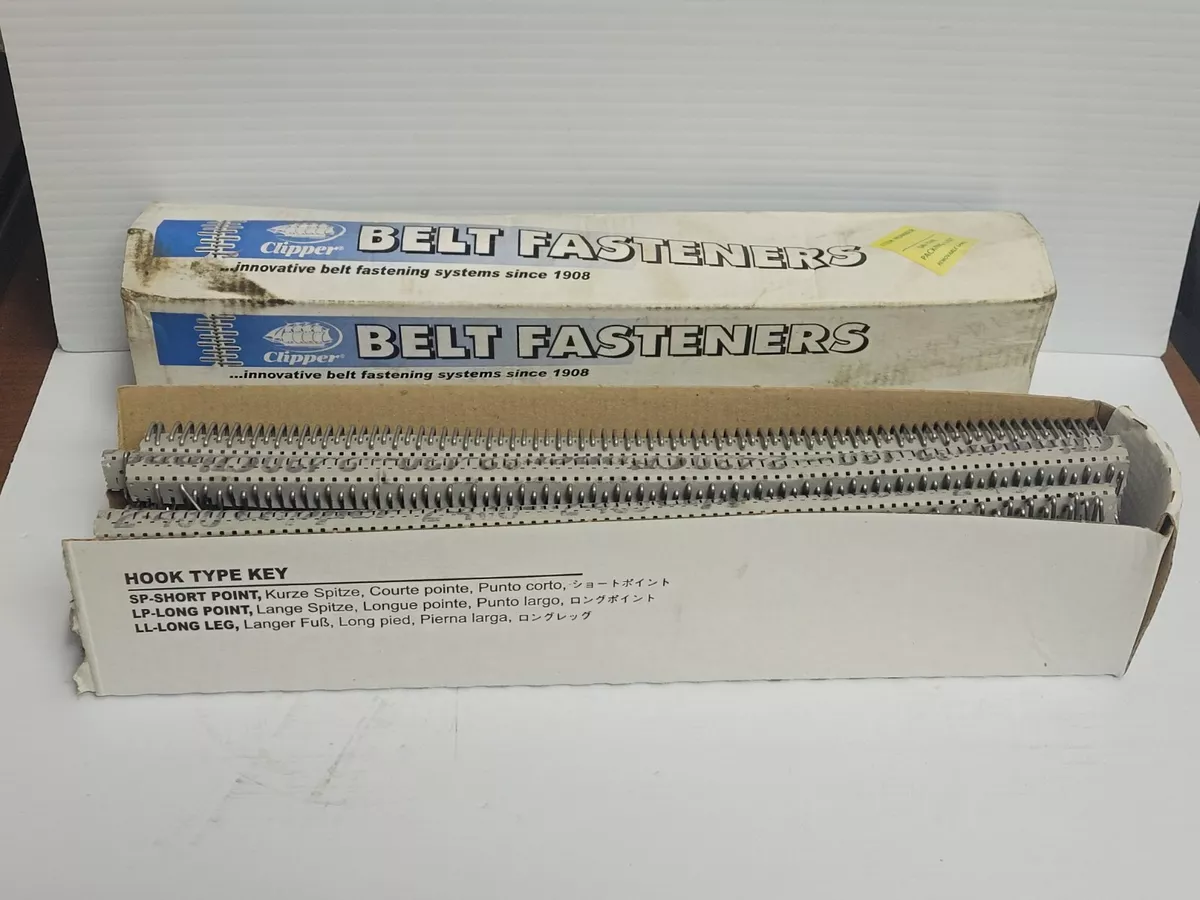 Clipper® BELT FASTENERS
...innovative belt fastening systems since 1908
Clipper® BELT FASTENERS
...innovative belt fastening systems since 1908
HOOK TYPE KEY
SP-SHORT POINT, Kurze Spitze, Courte pointe, Punto corto, ショートポイント
LP-LONG POINT, Lange Spitze, Longue pointe, Punto largo, ロングポイント
LL-LONG LEG, Langer Fuß, Long pied, Pierna larga, ロングレッグ